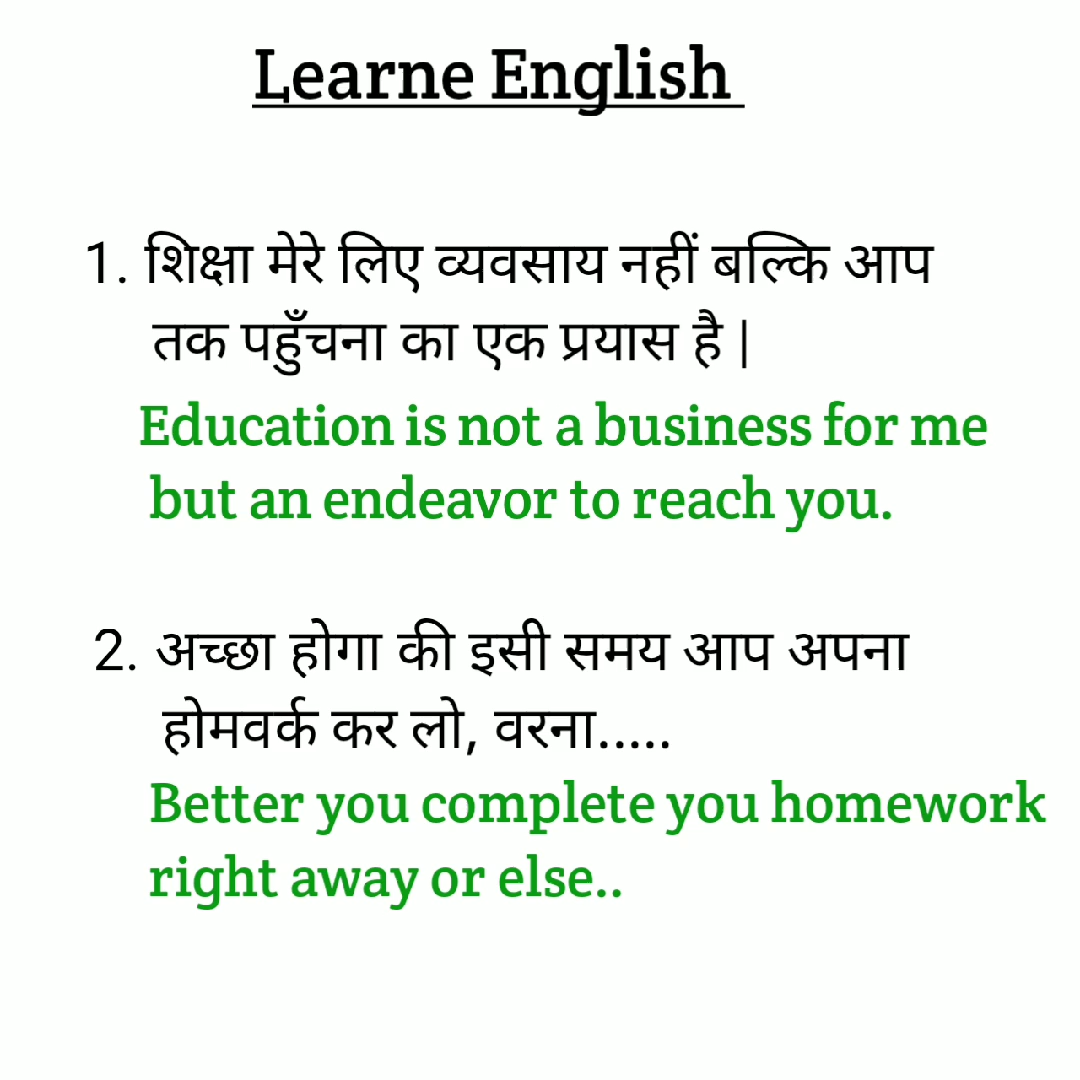 Learne English
1. शिक्षा मेरे लिए व्यवसाय नहीं बल्कि आप
तक पहुँचना का एक प्रयास है |
Education is not a business for me
but an endeavor to reach you.
2. अच्छा होगा की इसी समय आप अपना
होमवर्क कर लो, वरना.....
Better you complete you homework
right away or else..